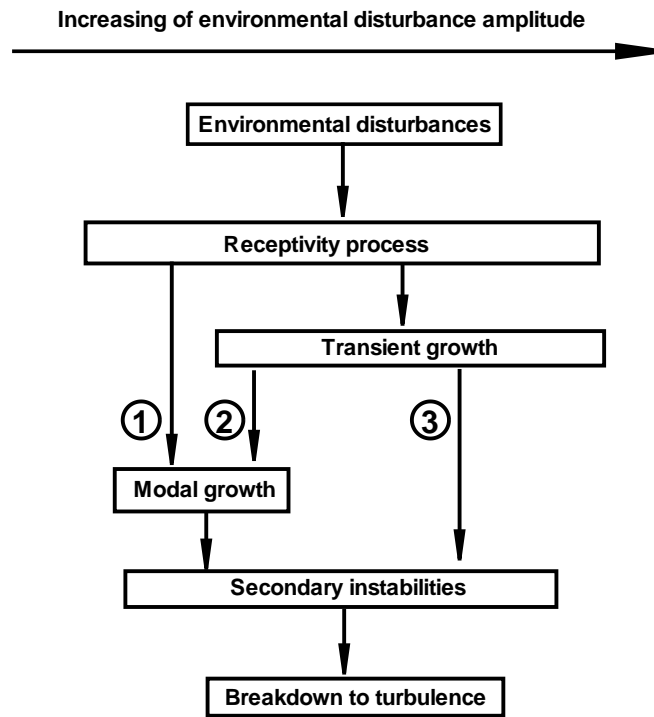 Increasing of environmental disturbance amplitude
Environmental disturbances
Receptivity process
Transient growth
1 2 3
Modal growth
Secondary instabilities
Breakdown to turbulence